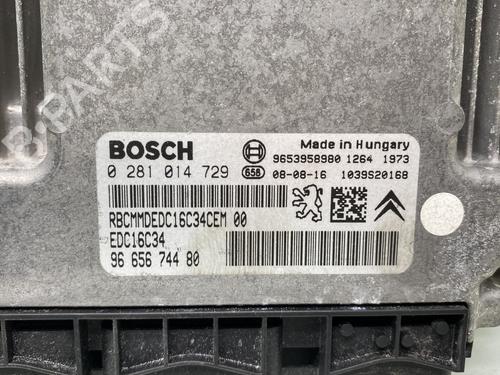 B-PARTS
BOSCH
Made in Hungary
9653958980 1264 1973
0 281 014 729 658 08-08-16 1039S20168
RBCMMDEDC16C34CEM 00
EDC16C34
96 656 744 80